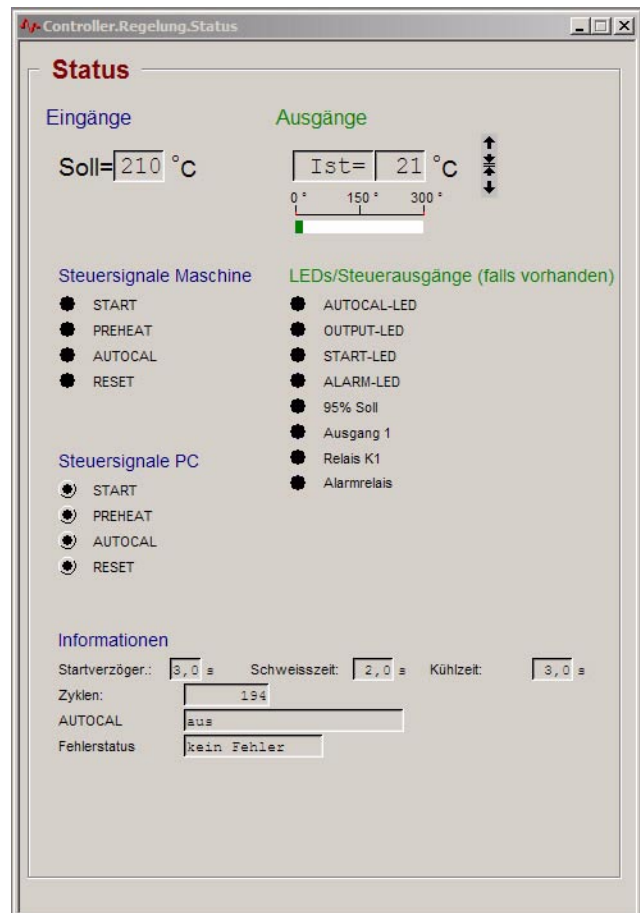 Controller.Regelung.Status
Status
Eingänge Ausgänge
Soll= 210 °C Ist= 21 °C
0 ° 150 ° 300 °
Steuersignale Maschine
START
PREHEAT
AUTOCAL
RESET
LEDs/Steuerausgänge (falls vorhanden)
AUTOCAL-LED
OUTPUT-LED
START-LED
ALARM-LED
95% Soll
Ausgang 1
Relais K1
Alarmrelais
Steuersignale PC
START
PREHEAT
AUTOCAL
RESET
Informationen
Startverzöger.: 3,0 s Schweisszeit: 2,0 s Kühlzeit: 3,0 s
Zyklen: 194
AUTOCAL aus
Fehlerstatus kein Fehler